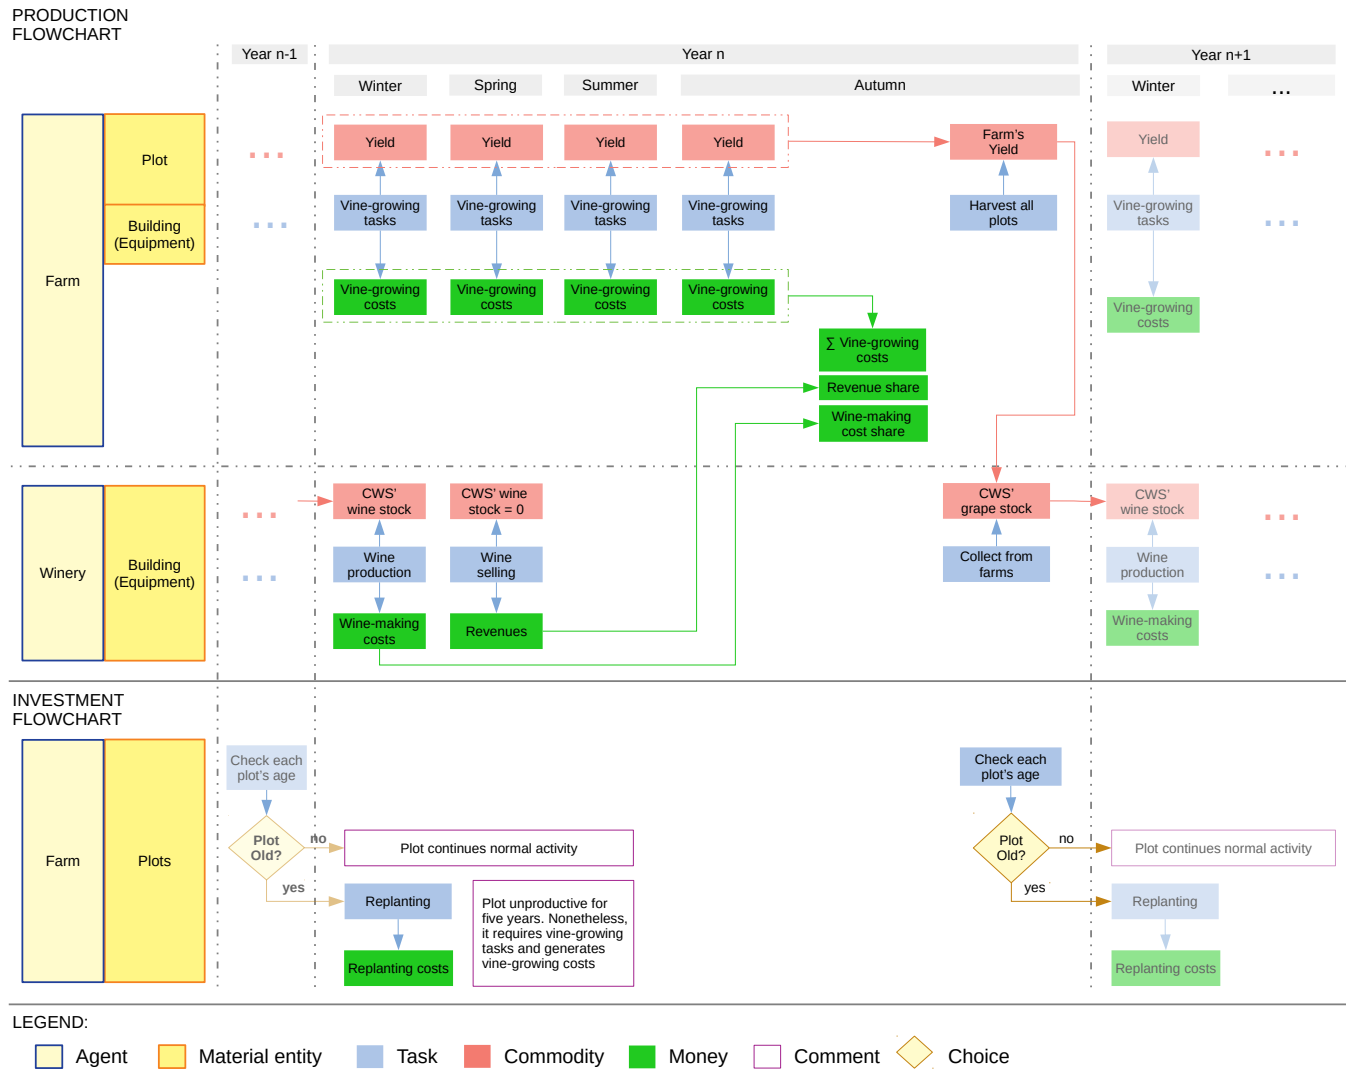 PRODUCTION
FLOWCHART
Year n-1
Year n
Year n+1
Winter
Spring
Summer
Autumn
Winter
...
Farm
Plot
Building
(Equipment)
...
Yield
Yield
Yield
Yield
Farm's
Yield
Yield
...
...
Vine-growing
tasks
Vine-growing
tasks
Vine-growing
tasks
Vine-growing
tasks
Harvest all
plots
Vine-growing
tasks
...
Vine-growing
costs
Vine-growing
costs
Vine-growing
costs
Vine-growing
costs
Vine-growing
costs
∑ Vine-growing
costs
Revenue share
Wine-making
cost share
Winery
Building
(Equipment)
...
CWS'
wine stock
CWS' wine
stock = 0
CWS'
grape stock
CWS'
wine stock
...
...
Wine
production
Wine
selling
Collect from
farms
Wine
production
...
Wine-making
costs
Revenues
Wine-making
costs
INVESTMENT
FLOWCHART
Farm
Plots
Check each
plot's age
Plot
Old?
no
yes
Plot continues normal activity
Replanting
Replanting costs
Plot unproductive for
five years. Nonetheless,
it requires vine-growing
tasks and generates
vine-growing costs
Check each
plot's age
Plot
Old?
no
yes
Plot continues normal activity
Replanting
Replanting costs
LEGEND:
Agent
Material entity
Task
Commodity
Money
Comment
Choice